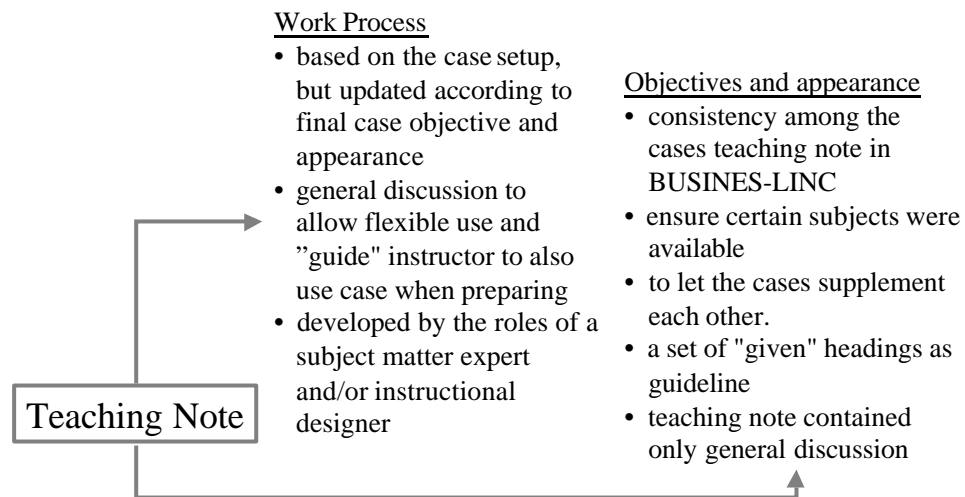 Work Process
• based on the case setup,
but updated according to
final case objective and
appearance
• general discussion to
allow flexible use and
”guide" instructor to also
use case when preparing
• developed by the roles of a
subject matter expert
and/or instructional
designer
Objectives and appearance
• consistency among the
cases teaching note in
BUSINES-LINC
• ensure certain subjects were
available
• to let the cases supplement
each other.
• a set of "given" headings as
guideline
• teaching note contained
only general discussion
Teaching Note